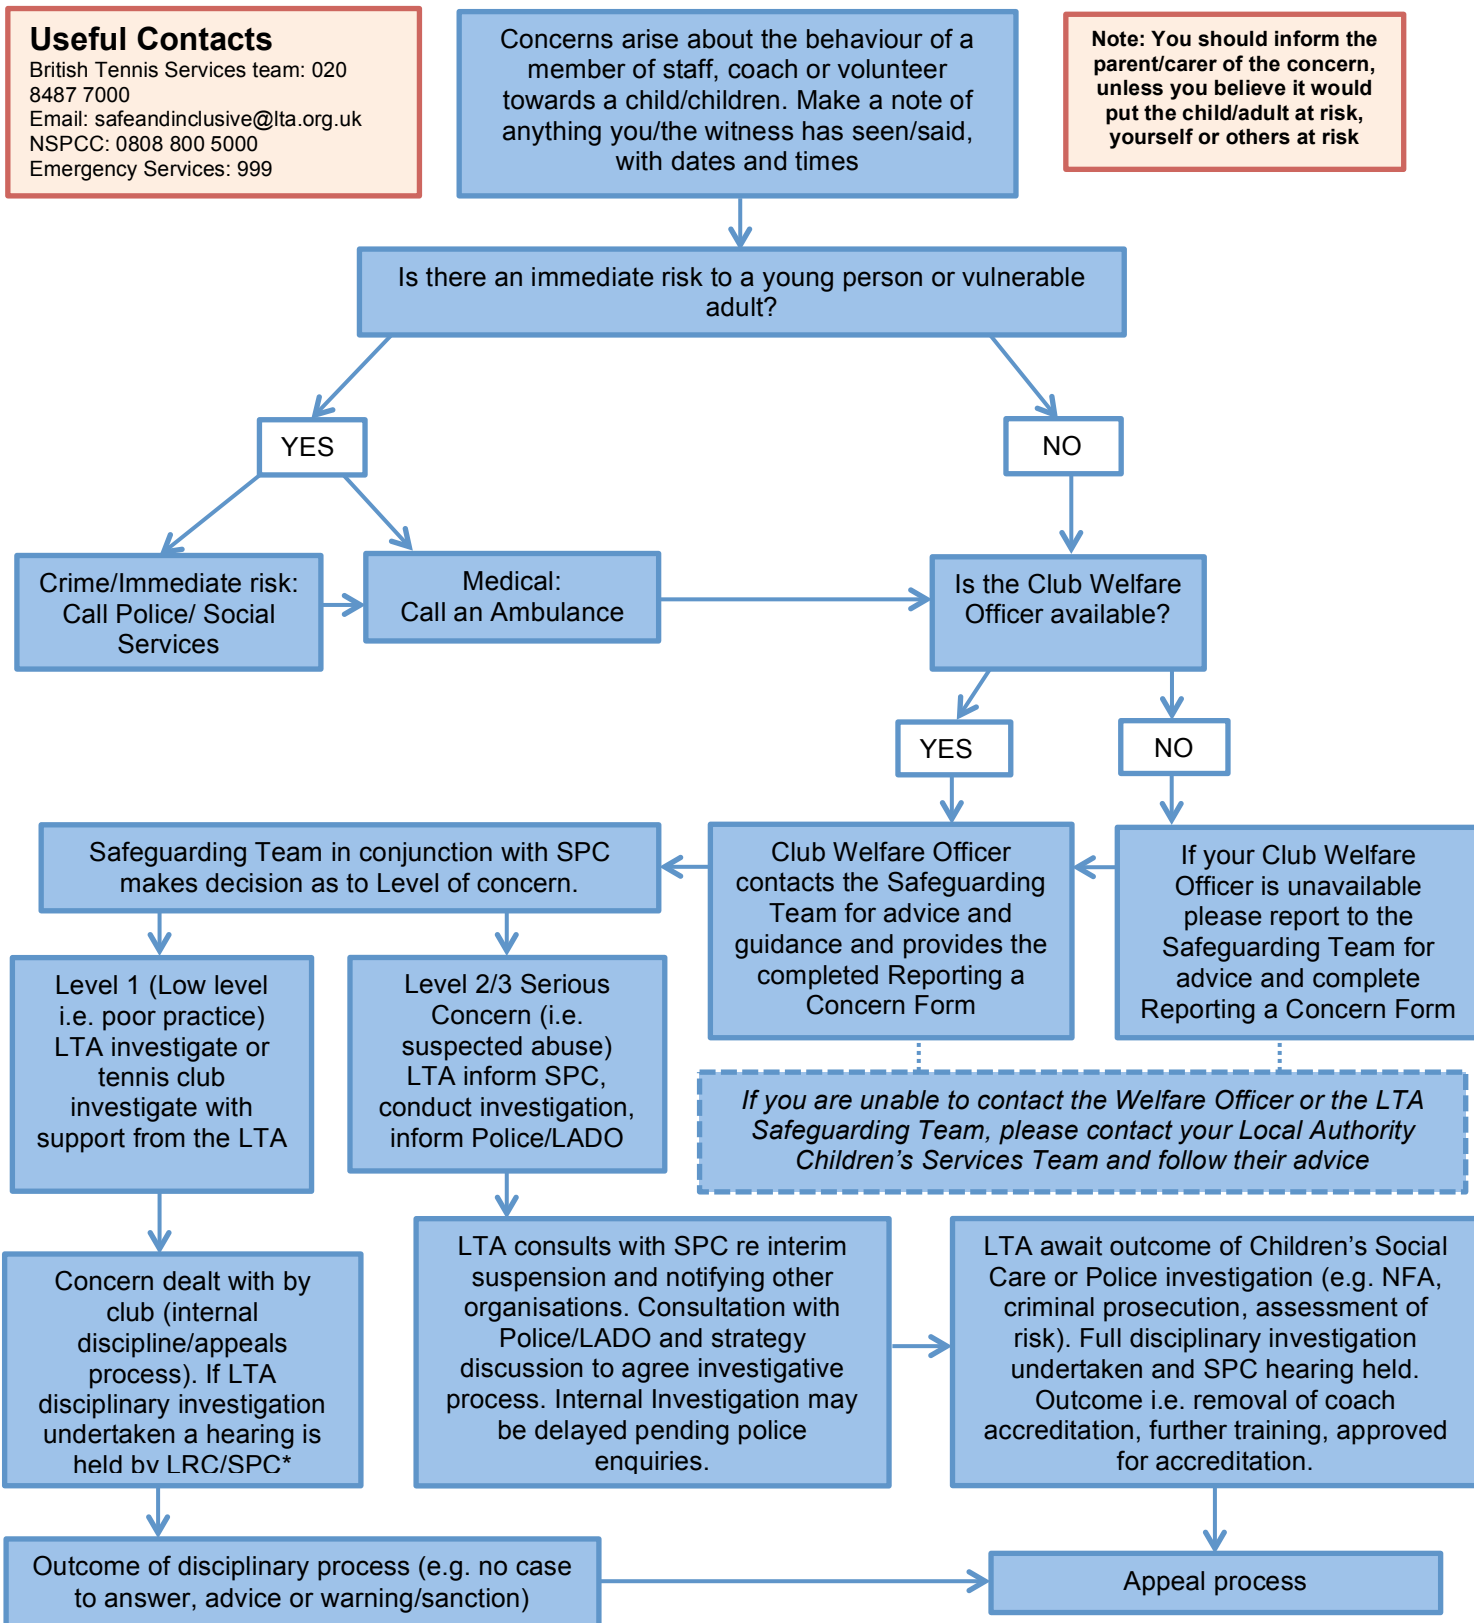 Useful Contacts
British Tennis Services team: 020
8487 7000
Email: safeandinclusive@lta.org.uk
NSPCC: 0808 800 5000
Emergency Services: 999
Concerns arise about the behaviour of a
member of staff, coach or volunteer
towards a child/children. Make a note of
anything you/the witness has seen/said,
with dates and times
Note: You should inform the
parent/carer of the concern,
unless you believe it would
put the child/adult at risk,
yourself or others at risk
Is there an immediate risk to a young person or vulnerable
adult?
YES
NO
Crime/Immediate risk:
Call Police/ Social
Services
Medical:
Call an Ambulance
Is the Club Welfare
Officer available?
YES
NO
Safeguarding Team in conjunction with SPC
makes decision as to Level of concern.
Club Welfare Officer
contacts the Safeguarding
Team for advice and
guidance and provides the
completed Reporting a
Concern Form
If your Club Welfare
Officer is unavailable
please report to the
Safeguarding Team for
advice and complete
Reporting a Concern Form
Level 1 (Low level
i.e. poor practice)
LTA investigate or
tennis club
investigate with
support from the LTA
Level 2/3 Serious
Concern (i.e.
suspected abuse)
LTA inform SPC,
conduct investigation,
inform Police/LADO
If you are unable to contact the Welfare Officer or the LTA
Safeguarding Team, please contact your Local Authority
Children's Services Team and follow their advice
Concern dealt with by
club (internal
discipline/appeals
process). If LTA
disciplinary investigation
undertaken a hearing is
held by LRC/SPC*
LTA consults with SPC re interim
suspension and notifying other
organisations. Consultation with
Police/LADO and strategy
discussion to agree investigative
process. Internal Investigation may
be delayed pending police
enquiries.
LTA await outcome of Children's Social
Care or Police investigation (e.g. NFA,
criminal prosecution, assessment of
risk). Full disciplinary investigation
undertaken and SPC hearing held.
Outcome i.e. removal of coach
accreditation, further training, approved
for accreditation.
Outcome of disciplinary process (e.g. no case
to answer, advice or warning/sanction)
Appeal process